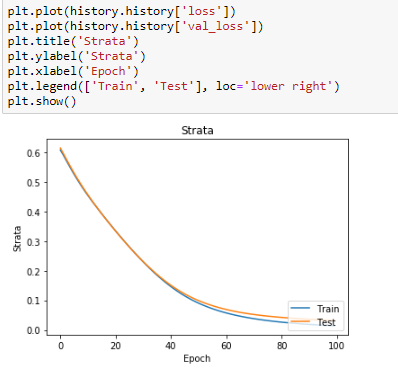 plt.plot(history.history['loss'])
plt.plot(history.history['val_loss'])
plt.title('Strata')
plt.ylabel('Strata')
plt.xlabel('Epoch')
plt.legend(['Train', 'Test'], loc='lower right')
plt.show()
Strata
0.6
0.5
0.4
0.3
0.2
0.1
0.0
Strata
Train
Test
0 20 40 60 80 100
Epoch